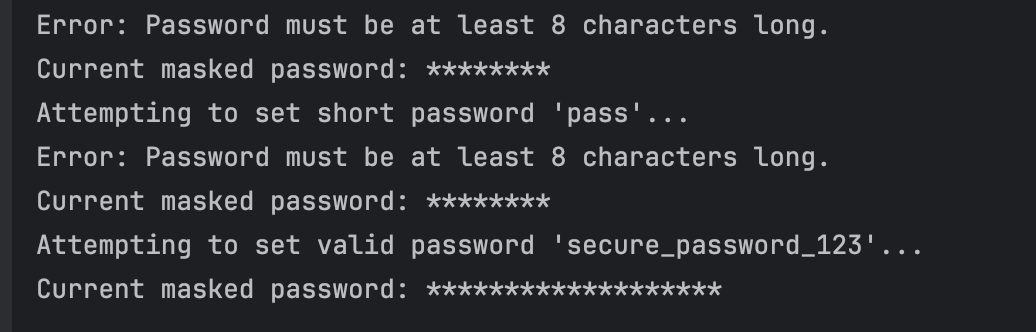 Error: Password must be at least 8 characters long.
Current masked password: ********
Attempting to set short password 'pass'...
Error: Password must be at least 8 characters long.
Current masked password: ********
Attempting to set valid password 'secure_password_123'...
Current masked password: *******************